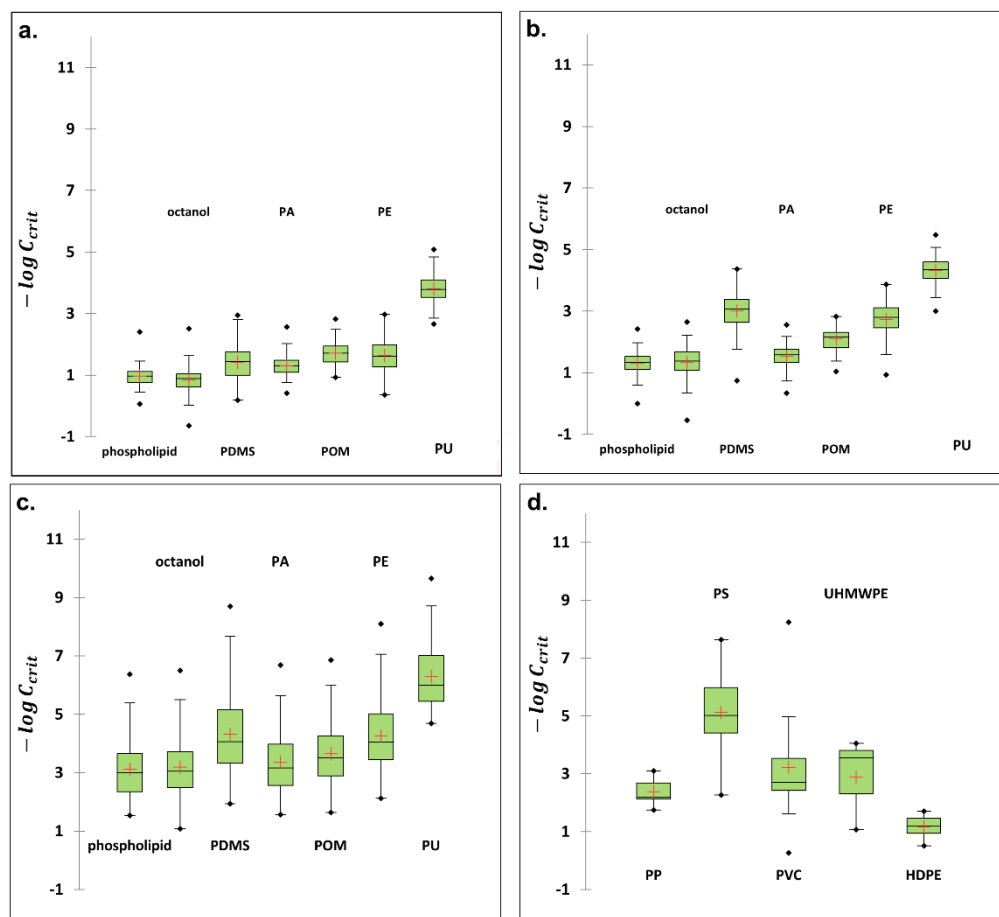 a.
11
9
7
5
3
1
-1
− log C_crit
octanol PA PE
phospholipid PDMS POM PU
b.
11
9
7
5
3
1
-1
− log C_crit
octanol PA PE
phospholipid PDMS POM PU
c.
11
9
7
5
3
1
-1
− log C_crit
octanol PA PE
phospholipid PDMS POM PU
d.
11
9
7
5
3
1
-1
− log C_crit
PS UHMWPE
PP PVC HDPE